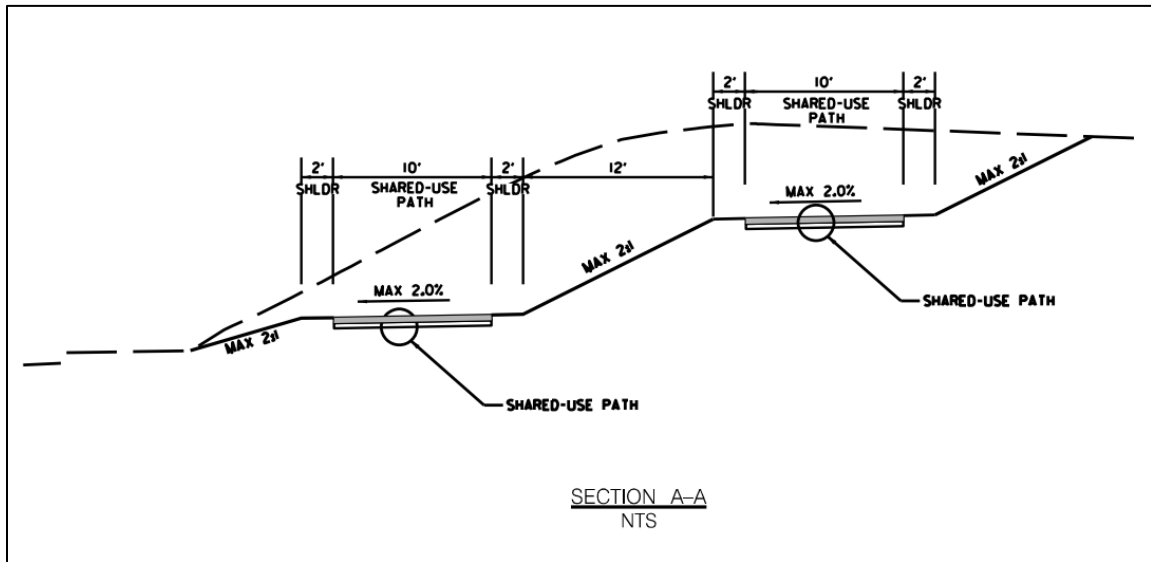 2' 10' 2'
SHLDR SHARED-USE SHLDR
PATH
MAX 2:1
MAX 2.0%
SHARED-USE PATH
2' 10' 2' 12'
SHLDR SHARED-USE SHLDR
PATH
MAX 2:1
MAX 2.0%
MAX 2:1
SHARED-USE PATH
SECTION A–A
NTS